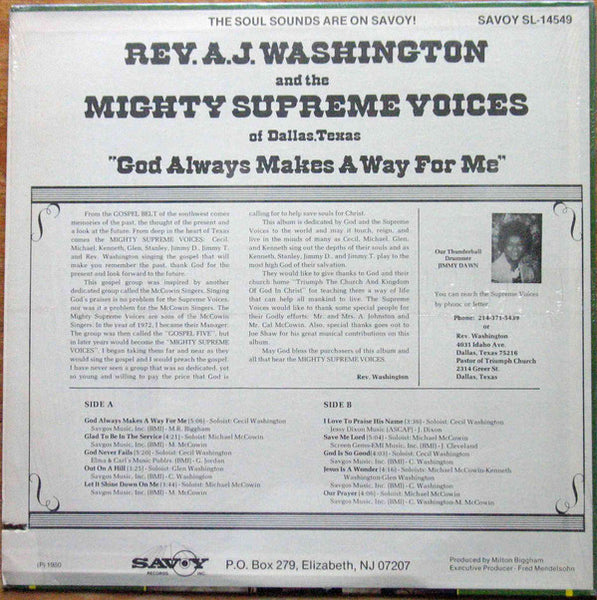 THE SOUL SOUNDS ARE ON SAVOY!
SAVOY SL-14549
REV. A.J. WASHINGTON
and the
MIGHTY SUPREME VOICES
of Dallas, Texas
"God Always Makes A Way For Me"
From the GOSPEL BELT of the southwest comes
memories of the past, the thought of the present and
a look at the future. From deep in the heart of Texas
comes the MIGHTY SUPREME VOICES: Cecil,
Michael, Kenneth, Glen, Stanley, Jimmy D., Jimmy T.
and Rev. Washington singing the gospel that will
make you remember the past, thank God for the
present and look forward to the future.
This gospel group was inspired by another
dedicated group called the McCowin Singers. Singing
God's praises is no problem for the Supreme Voices,
nor was it a problem for the McCowin Singers. The
Mighty Supreme Voices are sons of the McCowin
Singers. In the year of 1972, I became their Manager.
The group was then called the "GOSPEL FIVE", but
in later years would become the "MIGHTY SUPREME
VOICES". I began taking them far and near as they
would sing the gospel and I would preach the gospel.
I have never seen a group that was so dedicated, yet
so young and willing to pay the price that God is
calling for to help save souls for Christ.
This album is dedicated by God and the Supreme
Voices to the world and may it touch, reign, and
live in the minds of many as Cecil, Michael, Glen,
and Kenneth sing out the depths of their souls and as
Kenneth, Stanley, Jimmy D., and Jimmy T. play to the
most high God of their salvation.
They would like to give thanks to God and their
church home "Triumph The Church And Kingdom
Of God In Christ" for teaching them a way of life
that can help all mankind to live. The Supreme
Voices would like to thank some special people for
their Godly efforts: Mr. and Mrs. A. Johnston and
Mr. Cal McCowin. Also, special thanks goes out to
Joe Shaw for his great musical contributions on this
album.
May God bless the purchasers of this album and
all that hear the MIGHTY SUPREME VOICES.
Rev. Washington
Our Thunderball
Drummer
JIMMY DAWN
You can reach the Supreme Voices
by phone or letter.
Phone: 214-371-5439
or
Rev. Washington
4031 Idaho Ave.
Dallas, Texas 75216
Pastor of Triumph Church
2314 Greer St.
Dallas, Texas
SIDE A
God Always Makes A Way For Me [5:06] - Soloist: Cecil Washington
Savgos Music, Inc. (BMI) - M.R. Biggham
Glad To Be In The Service [4:21] - Soloist: Michael McCowin
Savgos Music, Inc. (BMI) - M. McCowin
God Never Fails [5:20] - Soloist: Cecil Washington
Elma & Carl's Music Publrs. (BMI) - G. Jordan
Out On A Hill [1:25] - Soloist: Glen Washington
Savgos Music, Inc. (BMI) - C. Washington
Let It Shine Down On Me [3:44] - Soloist: Michael McCowin
Savgos Music, Inc. (BMI) - M. McCowin
SIDE B
I Love To Praise His Name [2:36] - Soloist: Cecil Washington
Jessy Dixon Music [ASCAP] - J. Dixon
Save Me Lord [5:04] - Soloist: Michael McCowin
Screen Gems-EMI Music, Inc. (BMI) - J. Cleveland
God Is So Good [4:03] - Soloist: Cecil Washington
Savgos Music, Inc. (BMI) - C. Washington
Jesus Is A Wonder [4:16] - Soloists: Michael McCowin-Kenneth
Washington-Glen Washington
Savgos Music, Inc. (BMI) - C. Washington
Our Prayer [4:06] - Soloist: Michael McCowin
Savgos Music, Inc. (BMI) - C. Washington-M. McCowin
(P) 1980
SAVOY
RECORDS INC.
P.O. Box 279, Elizabeth, NJ 07207
Produced by Milton Biggham
Executive Producer - Fred Mendelsohn